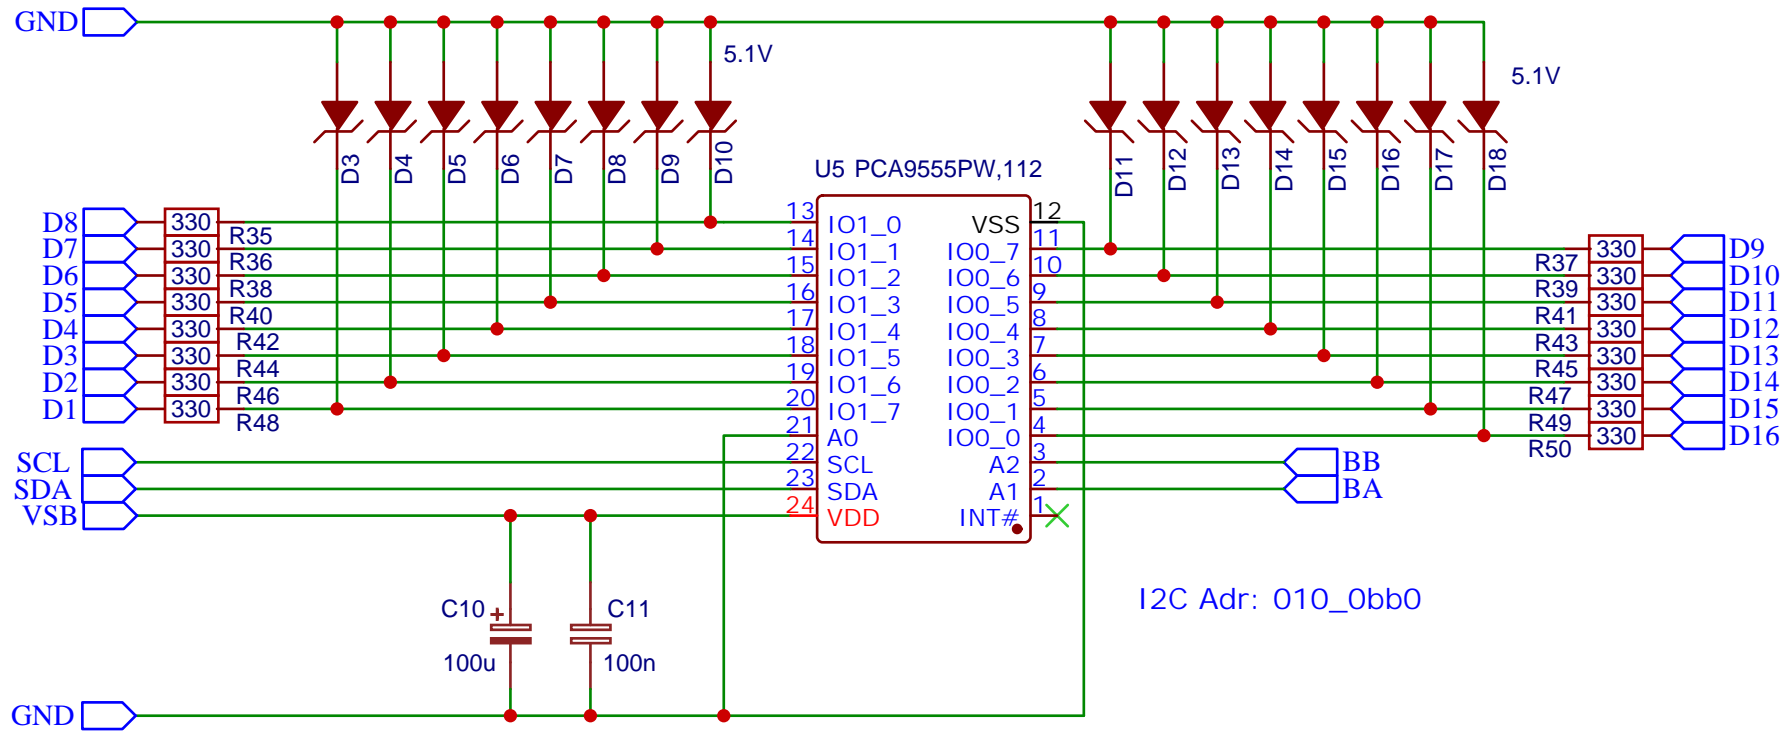 GND
5.1V
5.1V
D3 D4 D5 D6 D7 D8 D9 D10
D11 D12 D13 D14 D15 D16 D17 D18
U5 PCA9555PW,112
D8 330 R35 13 IO1_0
D7 330 R36 14 IO1_1
D6 330 R38 15 IO1_2
D5 330 R40 16 IO1_3
D4 330 R42 17 IO1_4
D3 330 R44 18 IO1_5
D2 330 R46 19 IO1_6
D1 330 R48 20 IO1_7
21 A0
SCL 22 SCL
SDA 23 SDA
VSB 24 VDD
VSS 12
IO0_7 11 R37 330 D9
IO0_6 10 R39 330 D10
IO0_5 9 R41 330 D11
IO0_4 8 R43 330 D12
IO0_3 7 R45 330 D13
IO0_2 6 R47 330 D14
IO0_1 5 R49 330 D15
IO0_0 4 R50 330 D16
A2 3 BB
A1 2 BA
INT# 1
C10 +
100u
C11
100n
I2C Adr: 010_0bb0
GND